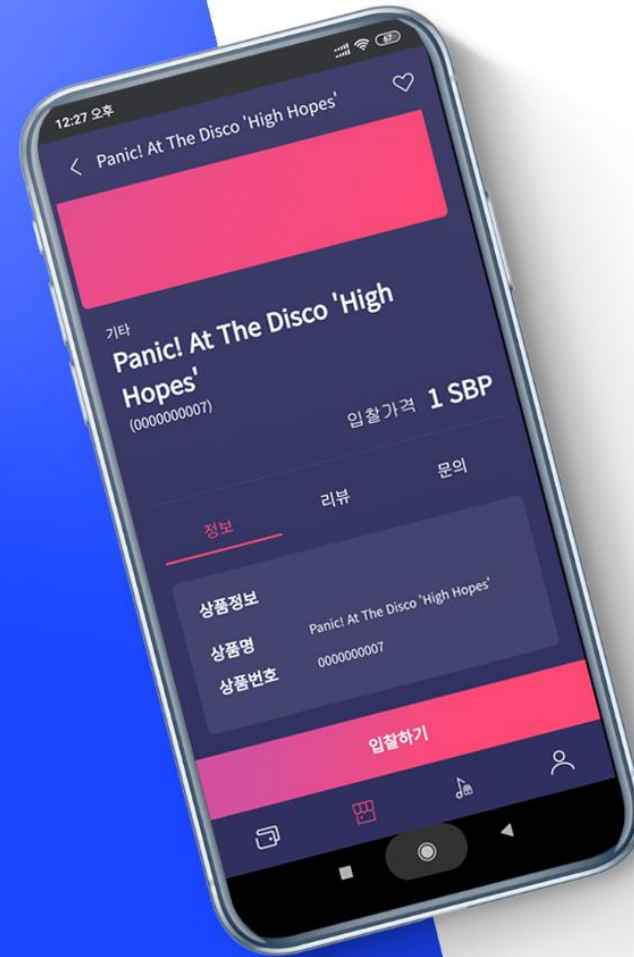 12:27 오후
67
Panic! At The Disco 'High Hopes'
기타
Panic! At The Disco 'High
Hopes'
(0000000007)
입찰가격 1 SBP
정보 리뷰 문의
상품정보
상품명 Panic! At The Disco 'High Hopes'
상품번호 0000000007
입찰하기